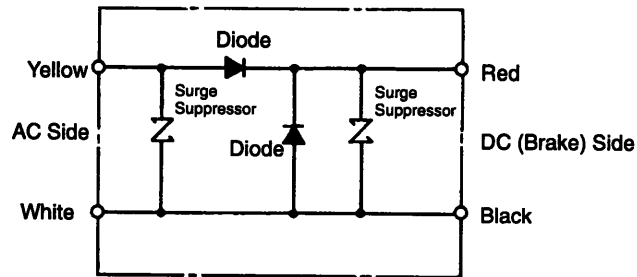 Diode
Yellow
Red
Surge
Suppressor
Surge
Suppressor
AC Side
Diode
DC (Brake) Side
White
Black